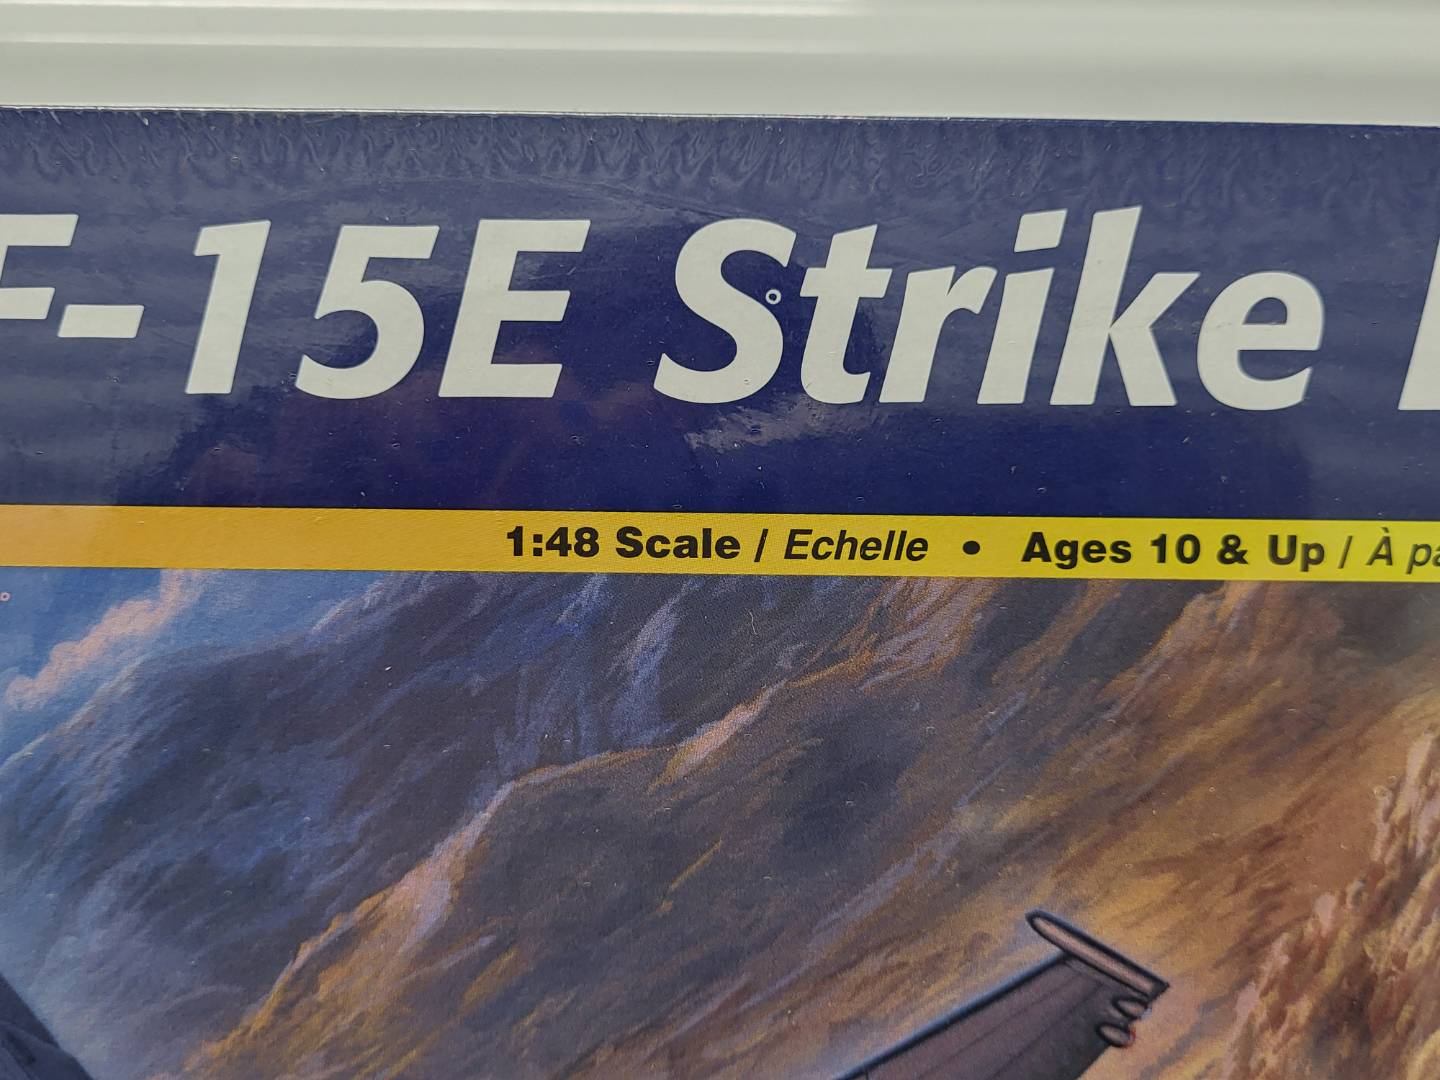 F-15E Strike
1:48 Scale / Echelle • Ages 10 & Up / À